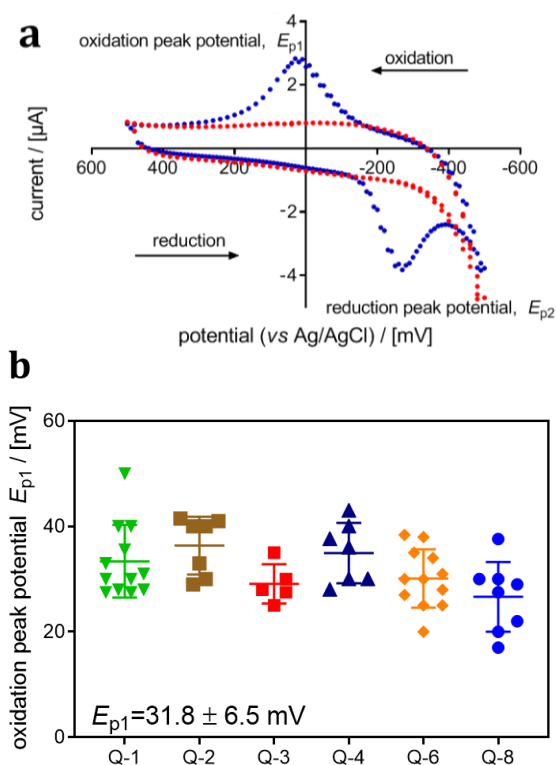 a
4
oxidation peak potential, Ep1
oxidation
2
current / [µA]
600 400 200 -200 -400 -600
-2
reduction
-4
reduction peak potential, Ep2
potential (vs Ag/AgCl) / [mV]
b
oxidation peak potential Ep1 / [mV]
60
40
20
0
Ep1=31.8 ± 6.5 mV
Q-1 Q-2 Q-3 Q-4 Q-6 Q-8